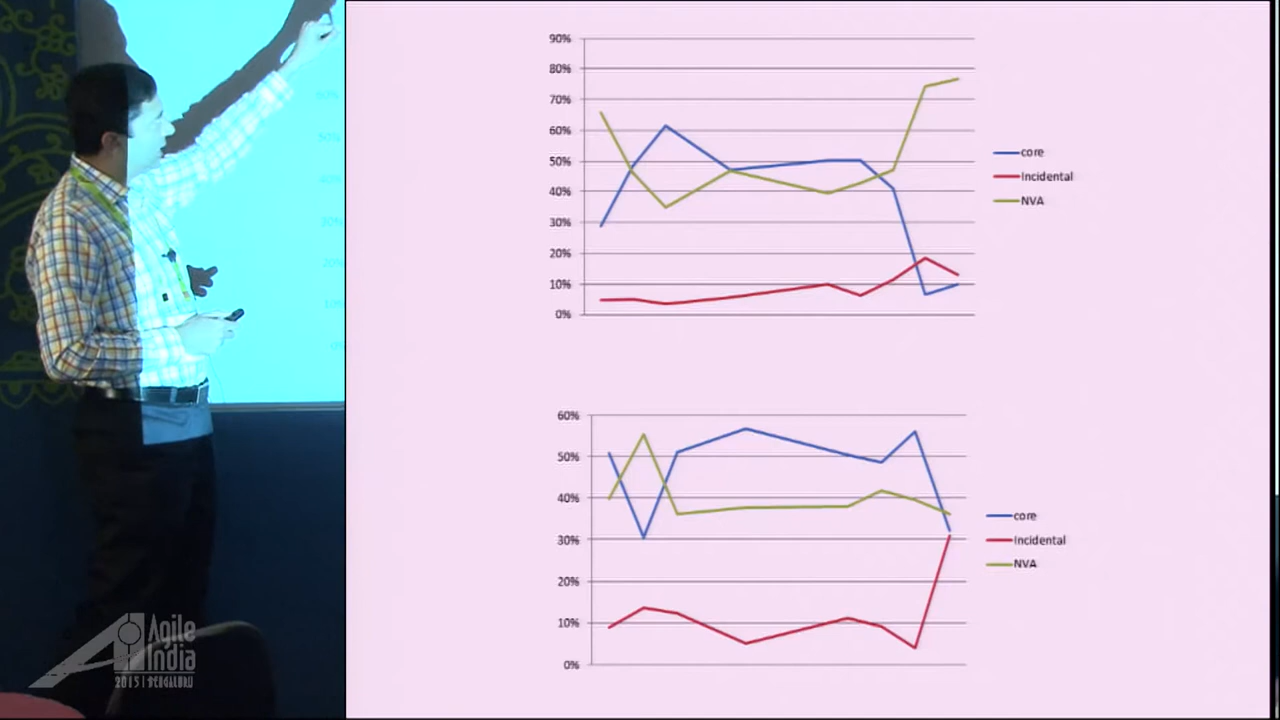 90%
80%
70%
60%
50%
40%
30%
20%
10%
0%
core
Incidental
NVA
60%
50%
40%
30%
20%
10%
0%
core
Incidental
NVA
Agile
India
2015 | BENGALURU